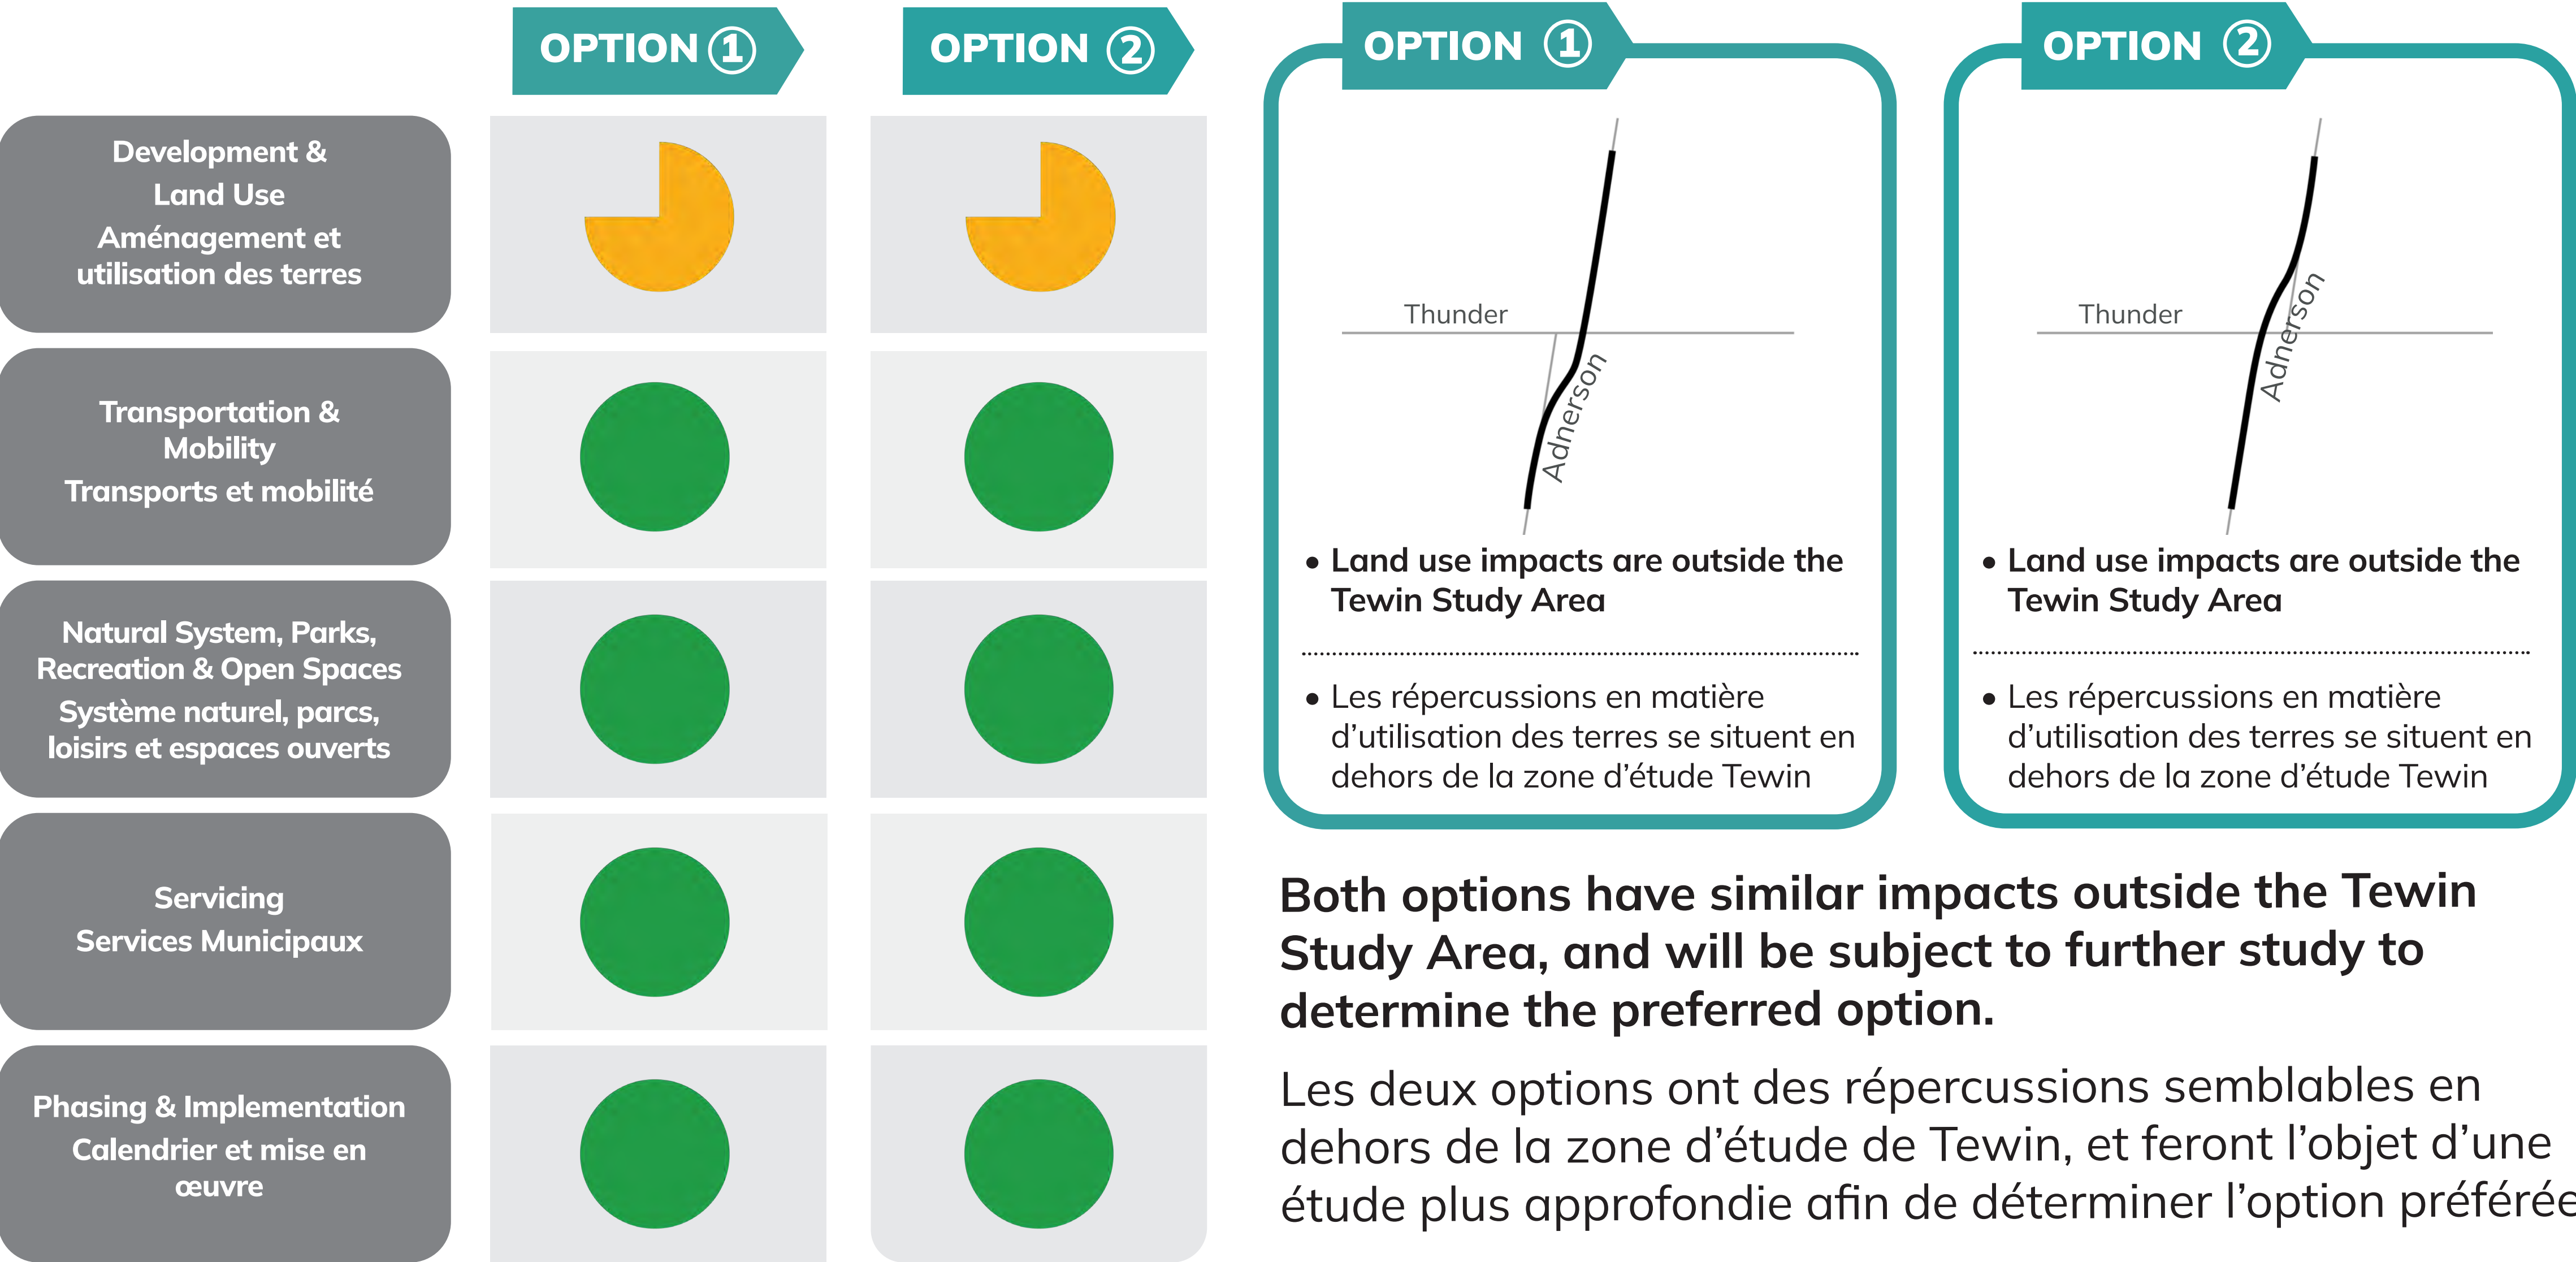 OPTION 1
OPTION 2
Development &
Land Use
Aménagement et
utilisation des terres
Transportation &
Mobility
Transports et mobilité
Natural System, Parks,
Recreation & Open Spaces
Système naturel, parcs,
loisirs et espaces ouverts
Servicing
Services Municipaux
Phasing & Implementation
Calendrier et mise en
œuvre
OPTION 1
Thunder
Adnerson
• Land use impacts are outside the
Tewin Study Area
• Les répercussions en matière
d’utilisation des terres se situent en
dehors de la zone d’étude Tewin
OPTION 2
Thunder
Adnerson
• Land use impacts are outside the
Tewin Study Area
• Les répercussions en matière
d’utilisation des terres se situent en
dehors de la zone d’étude Tewin
Both options have similar impacts outside the Tewin
Study Area, and will be subject to further study to
determine the preferred option.
Les deux options ont des répercussions semblables en
dehors de la zone d’étude de Tewin, et feront l’objet d’une
étude plus approfondie afin de déterminer l’option préférée